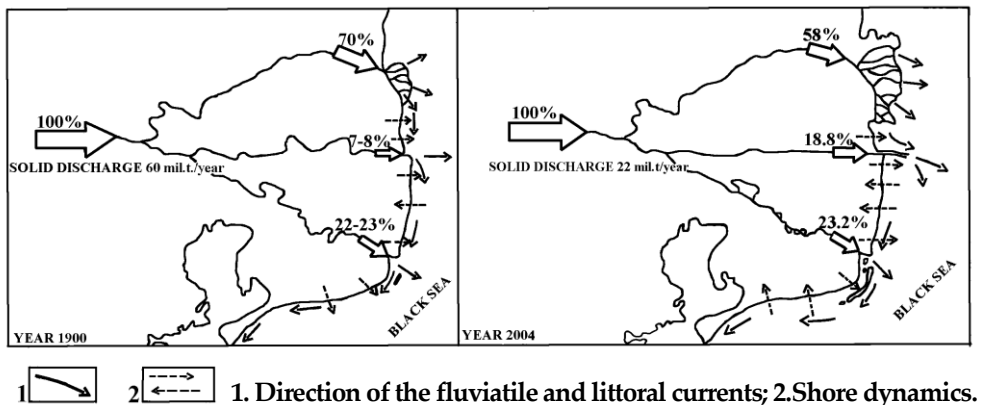 70%
100%
7-8%
SOLID DISCHARGE 60 mil.t./year
22-23%
BLACK SEA
YEAR 1900
58%
100%
18.8%
SOLID DISCHARGE 22 mil.t/year
23.2%
BLACK SEA
YEAR 2004
1 2 1. Direction of the fluviatile and littoral currents; 2.Shore dynamics.